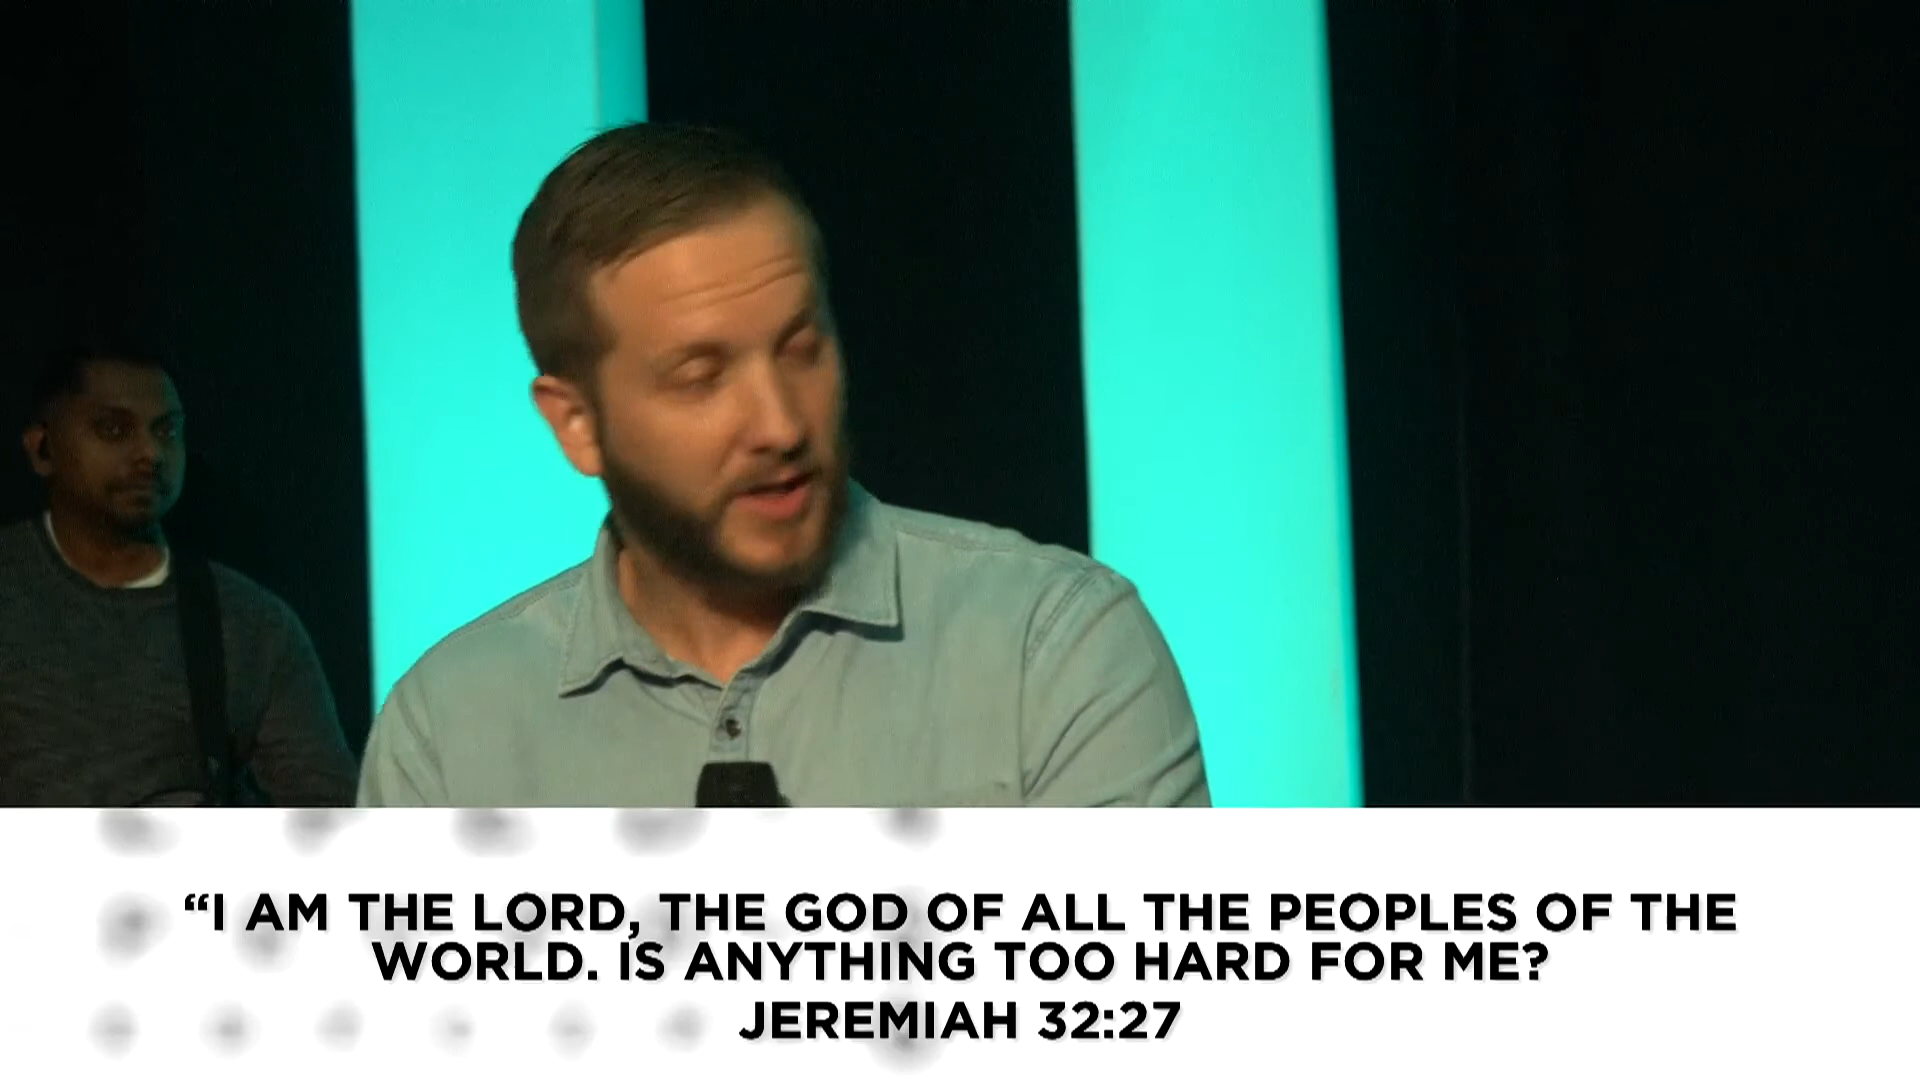 “I AM THE LORD, THE GOD OF ALL THE PEOPLES OF THE
WORLD. IS ANYTHING TOO HARD FOR ME?
JEREMIAH 32:27